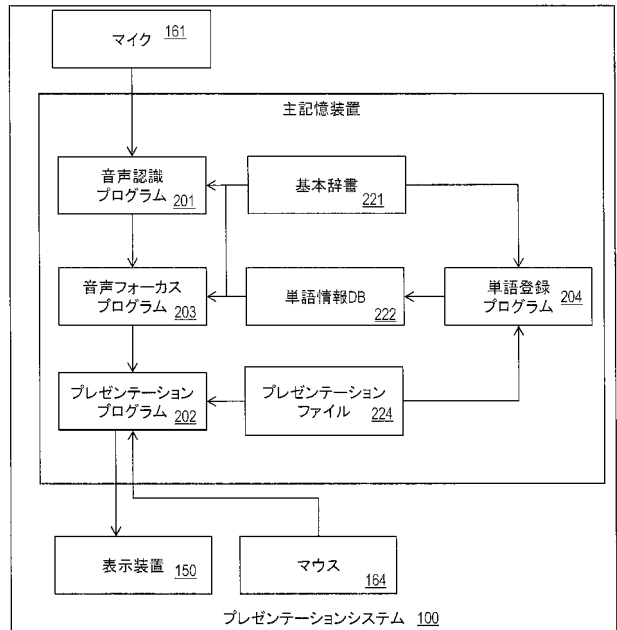 マイク 161
主記憶装置
音声認識
プログラム 201
基本辞書
221
音声フォーカス
プログラム
203
単語情報DB
222
単語登録
プログラム 204
プレゼンテーション
プログラム 202
プレゼンテーション
ファイル 224
表示装置 150
マウス
164
プレゼンテーションシステム 100